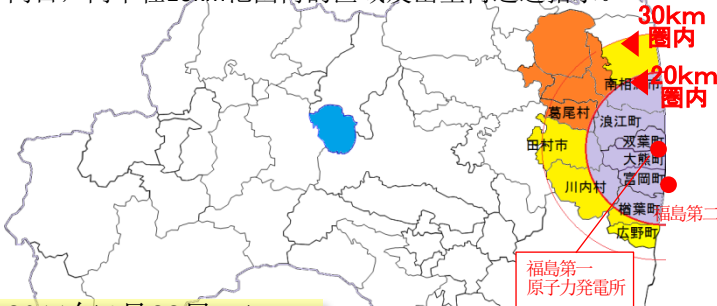 30km
圏内
20km
圏内
南相馬市
葛尾村
浪江町
田村市
双葉町
大熊町
富岡町
川内村
楢葉町
福島第二
広野町
福島第一
原子力発電所